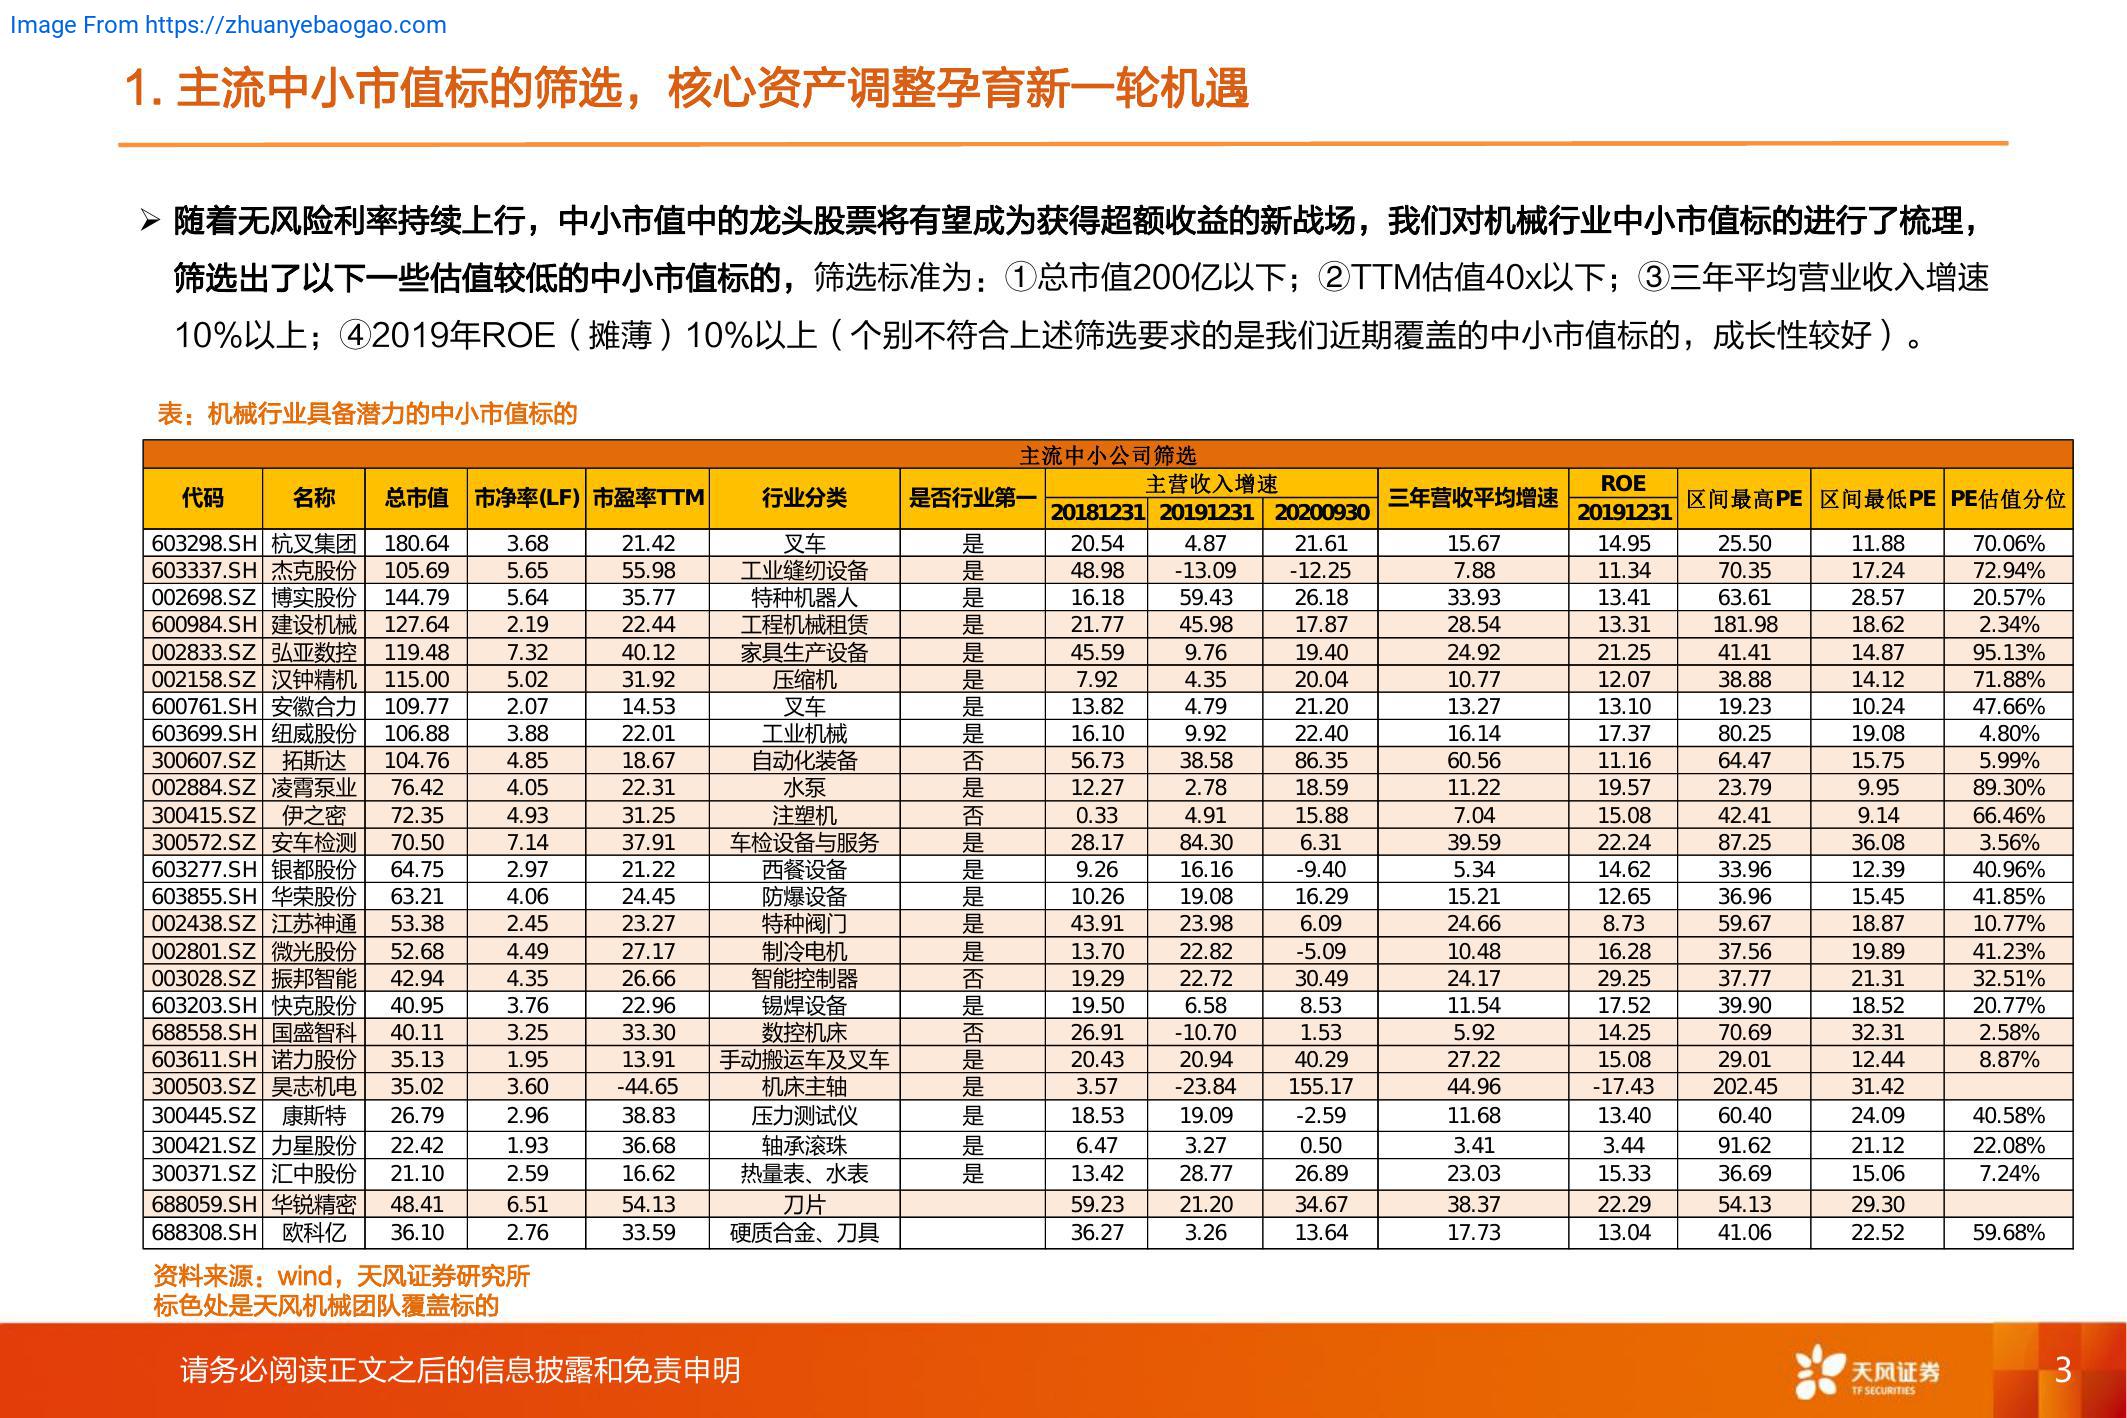 Image From https://zhuanyebaogao.com
1. 主流中小市值标的筛选，核心资产调整孕育新一轮机遇
➢ 随着无风险利率持续上行，中小市值中的龙头股票将有望成为获得超额收益的新战场，我们对机械行业中小市值标的进行了梳理，
筛选出了以下一些估值较低的中小市值标的，筛选标准为：①总市值200亿以下；②TTM估值40x以下；③三年平均营业收入增速
10%以上；④2019年ROE（摊薄）10%以上（个别不符合上述筛选要求的是我们近期覆盖的中小市值标的，成长性较好）。
表：机械行业具备潜力的中小市值标的
主流中小公司筛选
代码 名称 总市值 市净率(LF) 市盈率TTM 行业分类 是否行业第一 主营收入增速 三年营收平均增速 ROE 区间最高PE 区间最低PE PE估值分位
20181231 20191231 20200930 20191231
603298.SH 杭叉集团 180.64 3.68 21.42 叉车 是 20.54 4.87 21.61 15.67 14.95 25.50 11.88 70.06%
603337.SH 杰克股份 105.69 5.65 55.98 工业缝纫设备 是 48.98 -13.09 -12.25 7.88 11.34 70.35 17.24 72.94%
002698.SZ 博实股份 144.79 5.64 35.77 特种机器人 是 16.18 59.43 26.18 33.93 13.41 63.61 28.57 20.57%
600984.SH 建设机械 127.64 2.19 22.44 工程机械租赁 是 21.77 45.98 17.87 28.54 13.31 181.98 18.62 2.34%
002833.SZ 弘亚数控 119.48 7.32 40.12 家具生产设备 是 45.59 9.76 19.40 24.92 21.25 41.41 14.87 95.13%
002158.SZ 汉钟精机 115.00 5.02 31.92 压缩机 是 7.92 4.35 20.04 10.77 12.07 38.88 14.12 71.88%
600761.SH 安徽合力 109.77 2.07 14.53 叉车 是 13.82 4.79 21.20 13.27 13.10 19.23 10.24 47.66%
603699.SH 纽威股份 106.88 3.88 22.01 工业机械 是 16.10 9.92 22.40 16.14 17.37 80.25 19.08 4.80%
300607.SZ 拓斯达 104.76 4.85 18.67 自动化装备 否 56.73 38.58 86.35 60.56 11.16 64.47 15.75 5.99%
002884.SZ 凌霄泵业 76.42 4.05 22.31 水泵 是 12.27 2.78 18.59 11.22 19.57 23.79 9.95 89.30%
300415.SZ 伊之密 72.35 4.93 31.25 注塑机 否 0.33 4.91 15.88 7.04 15.08 42.41 9.14 66.46%
300572.SZ 安车检测 70.50 7.14 37.91 车检设备与服务 是 28.17 84.30 6.31 39.59 22.24 87.25 36.08 3.56%
603277.SH 银都股份 64.75 2.97 21.22 西餐设备 是 9.26 16.16 -9.40 5.34 14.62 33.96 12.39 40.96%
603855.SH 华荣股份 63.21 4.06 24.45 防爆设备 是 10.26 19.08 16.29 15.21 12.65 36.96 15.45 41.85%
002438.SZ 江苏神通 53.38 2.45 23.27 特种阀门 是 43.91 23.98 6.09 24.66 8.73 59.67 18.87 10.77%
002801.SZ 微光股份 52.68 4.49 27.17 制冷电机 是 13.70 22.82 -5.09 10.48 16.28 37.56 19.89 41.23%
003028.SZ 振邦智能 42.94 4.35 26.66 智能控制器 否 19.29 22.72 30.49 24.17 29.25 37.77 21.31 32.51%
603203.SH 快克股份 40.95 3.76 22.96 锡焊设备 是 19.50 6.58 8.53 11.54 17.52 39.90 18.52 20.77%
688558.SH 国盛智科 40.11 3.25 33.30 数控机床 否 26.91 -10.70 1.53 5.92 14.25 70.69 32.31 2.58%
603611.SH 诺力股份 35.13 1.95 13.91 手动搬运车及叉车 是 20.43 20.94 40.29 27.22 15.08 29.01 12.44 8.87%
300503.SZ 昊志机电 35.02 3.60 -44.65 机床主轴 是 3.57 -23.84 155.17 44.96 -17.43 202.45 31.42
300445.SZ 康斯特 26.79 2.96 38.83 压力测试仪 是 18.53 19.09 -2.59 11.68 13.40 60.40 24.09 40.58%
300421.SZ 力星股份 22.42 1.93 36.68 轴承滚珠 是 6.47 3.27 0.50 3.41 3.44 91.62 21.12 22.08%
300371.SZ 汇中股份 21.10 2.59 16.62 热量表、水表 是 13.42 28.77 26.89 23.03 15.33 36.69 15.06 7.24%
688059.SH 华锐精密 48.41 6.51 54.13 刀片 59.23 21.20 34.67 38.37 22.29 54.13 29.30
688308.SH 欧科亿 36.10 2.76 33.59 硬质合金、刀具 36.27 3.26 13.64 17.73 13.04 41.06 22.52 59.68%
资料来源：wind，天风证券研究所
标色处是天风机械团队覆盖标的
请务必阅读正文之后的信息披露和免责申明
天风证券
TF SECURITIES
3